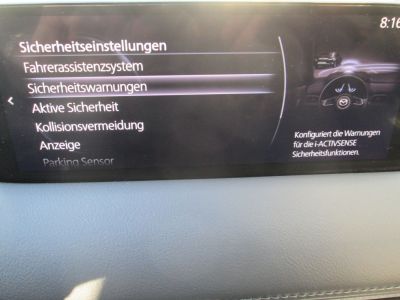 8:16
Sicherheitseinstellungen
Fahrerassistenzsystem
Sicherheitswarnungen
Aktive Sicherheit
Kollisionsvermeidung
Anzeige
Parking Sensor
Konfiguriert die Warnungen
für die i-ACTIVSENSE
Sicherheitsfunktionen.